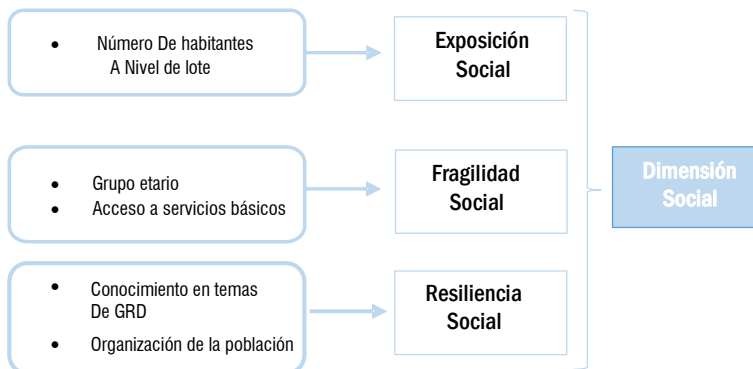 • Número De habitantes
A Nivel de lote
Exposición
Social
• Grupo etario
• Acceso a servicios básicos
Fragilidad
Social
• Conocimiento en temas
De GRD
• Organización de la población
Resiliencia
Social
Dimensión
Social